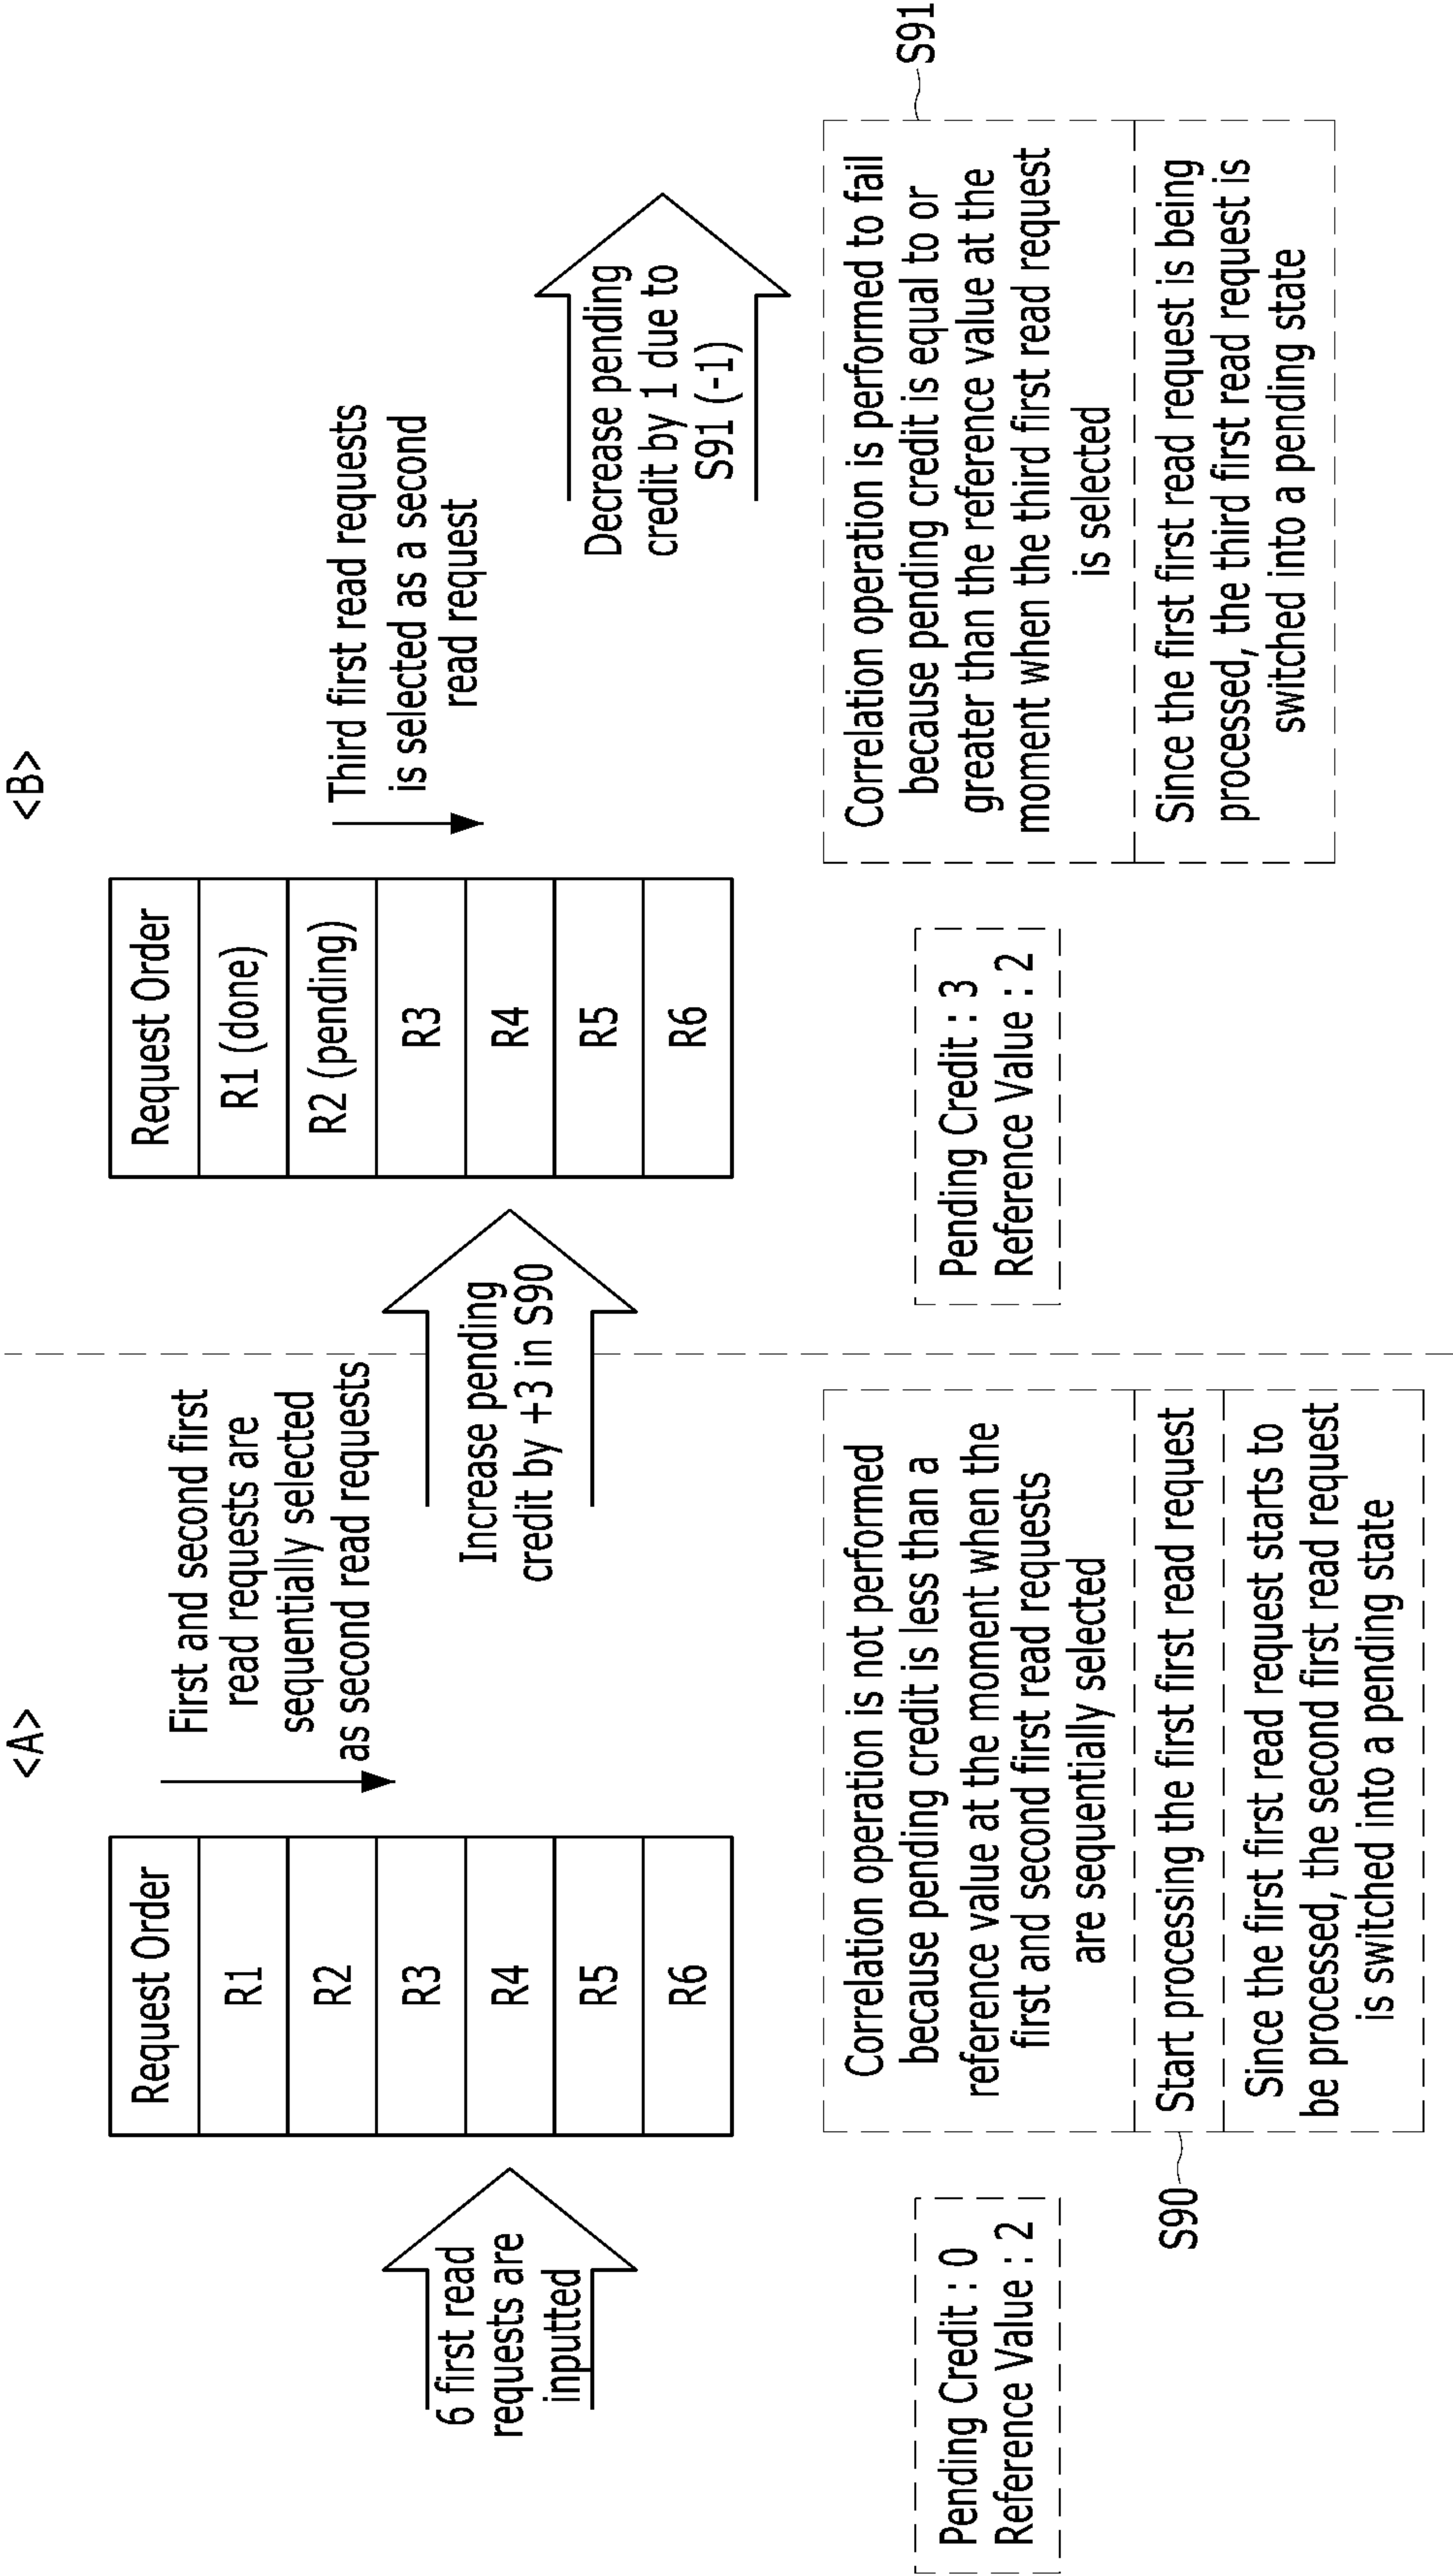 <A>
6 first read
requests are
inputted
Request Order
R1
R2
R3
R4
R5
R6
First and second first
read requests are
sequentially selected
as second read requests
Pending Credit : 0
Reference Value : 2
Correlation operation is not performed
because pending credit is less than a
reference value at the moment when the
first and second first read requests
are sequentially selected
Start processing the first first read request
Since the first first read request starts to
be processed, the second first read request
is switched into a pending state
S90
Increase pending
credit by +3 in S90
<B>
Request Order
R1 (done)
R2 (pending)
R3
R4
R5
R6
Third first read requests
is selected as a second
read request
Decrease pending
credit by 1 due to
S91 (-1)
Pending Credit : 3
Reference Value : 2
Correlation operation is performed to fail
because pending credit is equal to or
greater than the reference value at the
moment when the third first read request
is selected
Since the first first read request is being
processed, the third first read request is
switched into a pending state
S91